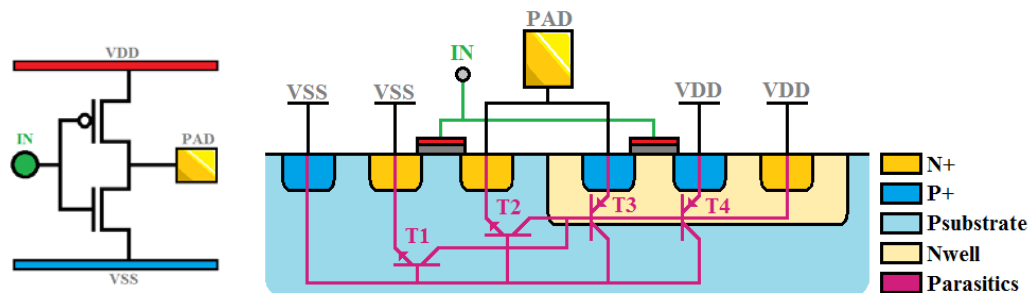 VDD
IN
PAD
VSS
PAD
IN
VSS
VSS
VDD
VDD
T1
T2
T3
T4
N+
P+
Psubstrate
Nwell
Parasitics